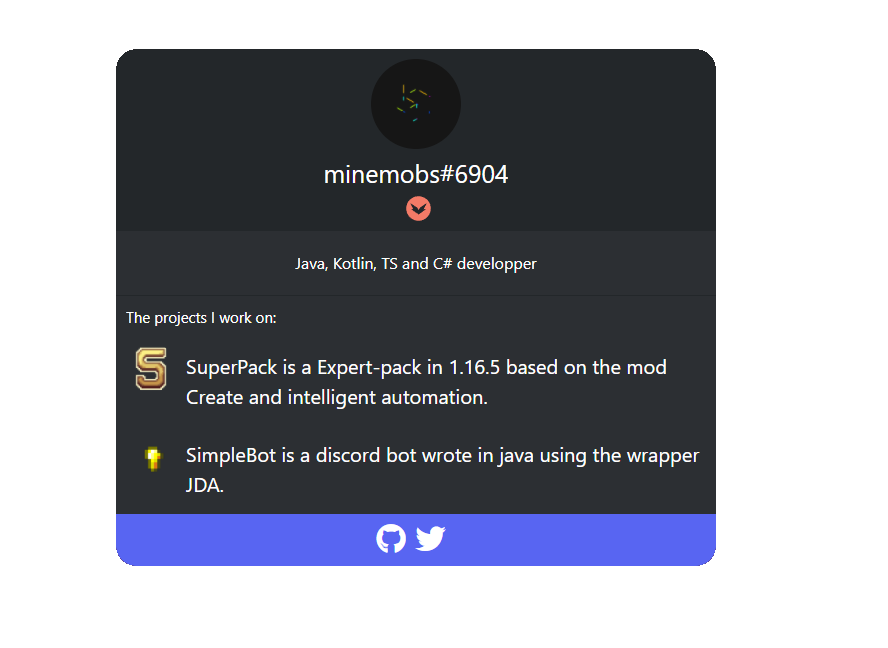 minemobs#6904
Java, Kotlin, TS and C# developper
The projects I work on:
S
SuperPack is a Expert-pack in 1.16.5 based on the mod
Create and intelligent automation.
SimpleBot is a discord bot wrote in java using the wrapper
JDA.